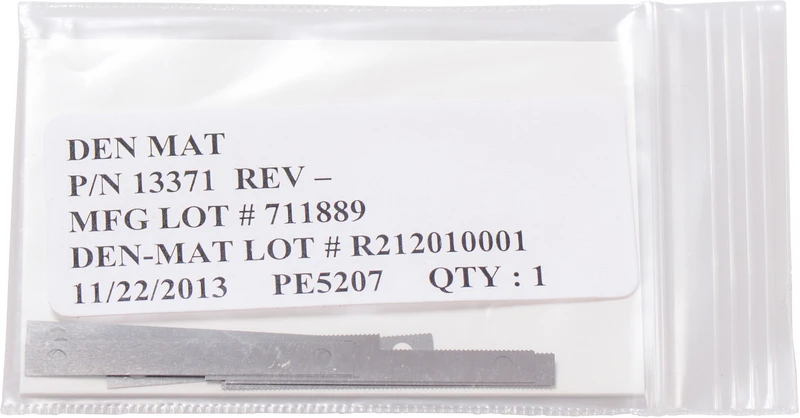 DEN MAT
P/N 13371 REV –
MFG LOT # 711889
DEN-MAT LOT # R212010001
11/22/2013 PE5207 QTY : 1